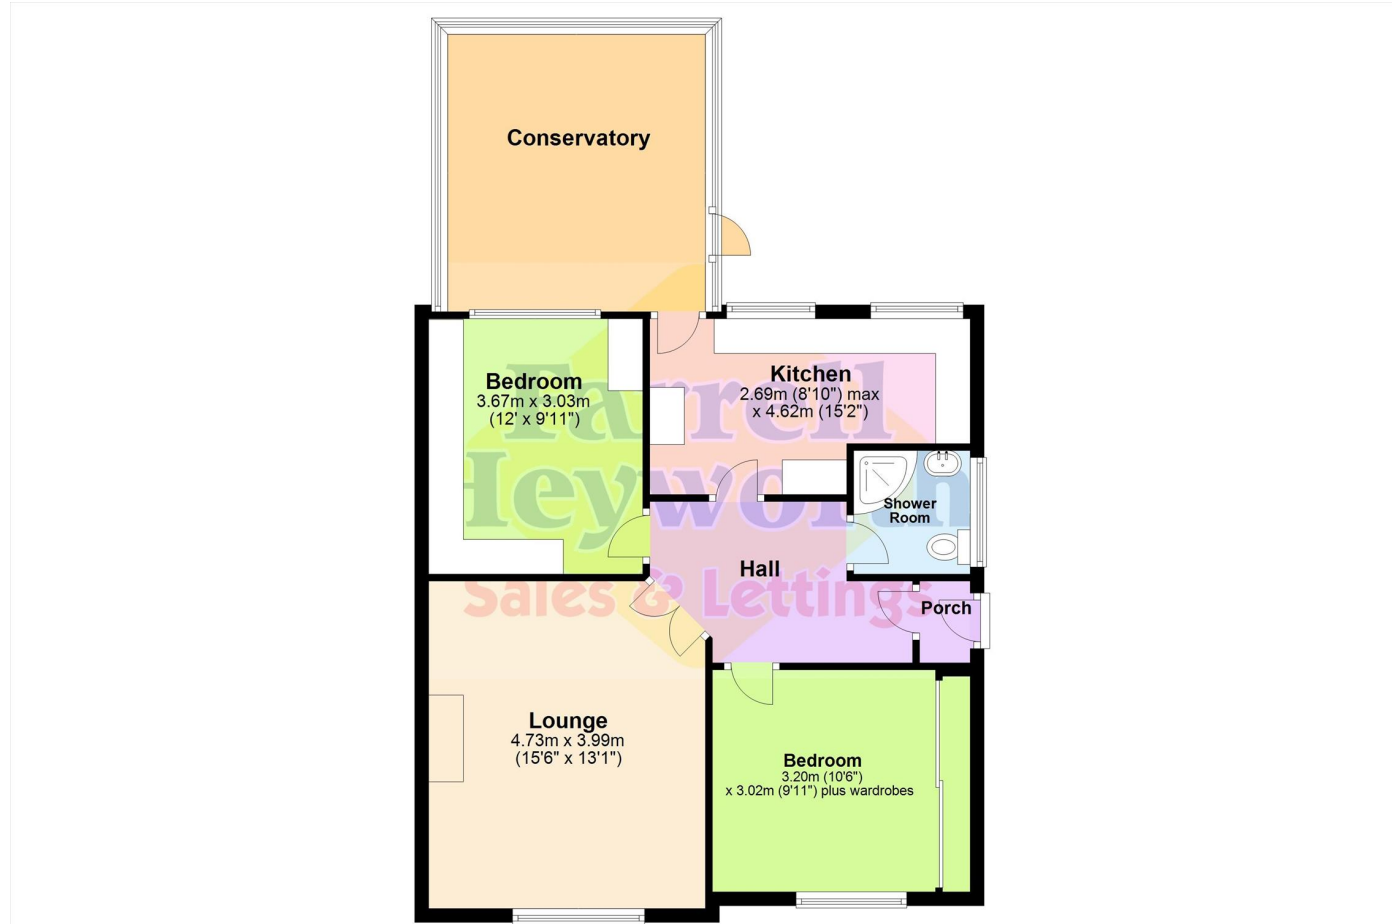 Conservatory
Bedroom
3.67m x 3.03m
(12' x 9'11")
Kitchen
2.69m (8'10") max
x 4.62m (15'2")
Farrell
Heyworth
Sales & Lettings
Shower
Room
Hall
Porch
Lounge
4.73m x 3.99m
(15'6" x 13'1")
Bedroom
3.20m (10'6")
x 3.02m (9'11") plus wardrobes